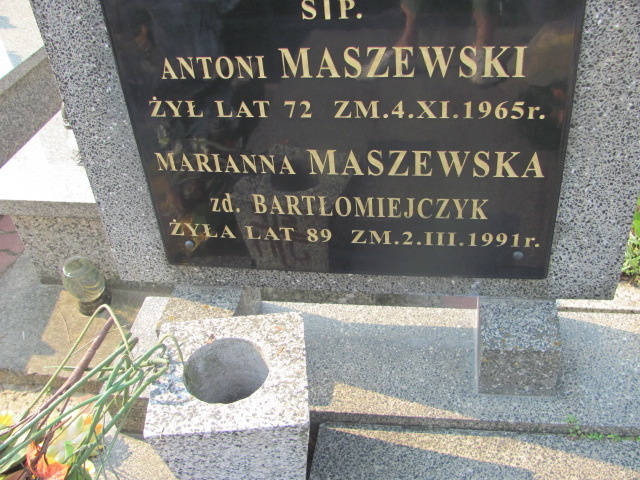 Ś†P.
ANTONI MASZEWSKI
ŻYŁ LAT 72 ZM.4.XI.1965r.
MARIANNA MASZEWSKA
zd. BARTŁOMIEJCZYK
ŻYŁA LAT 89 ZM.2.III.1991r.